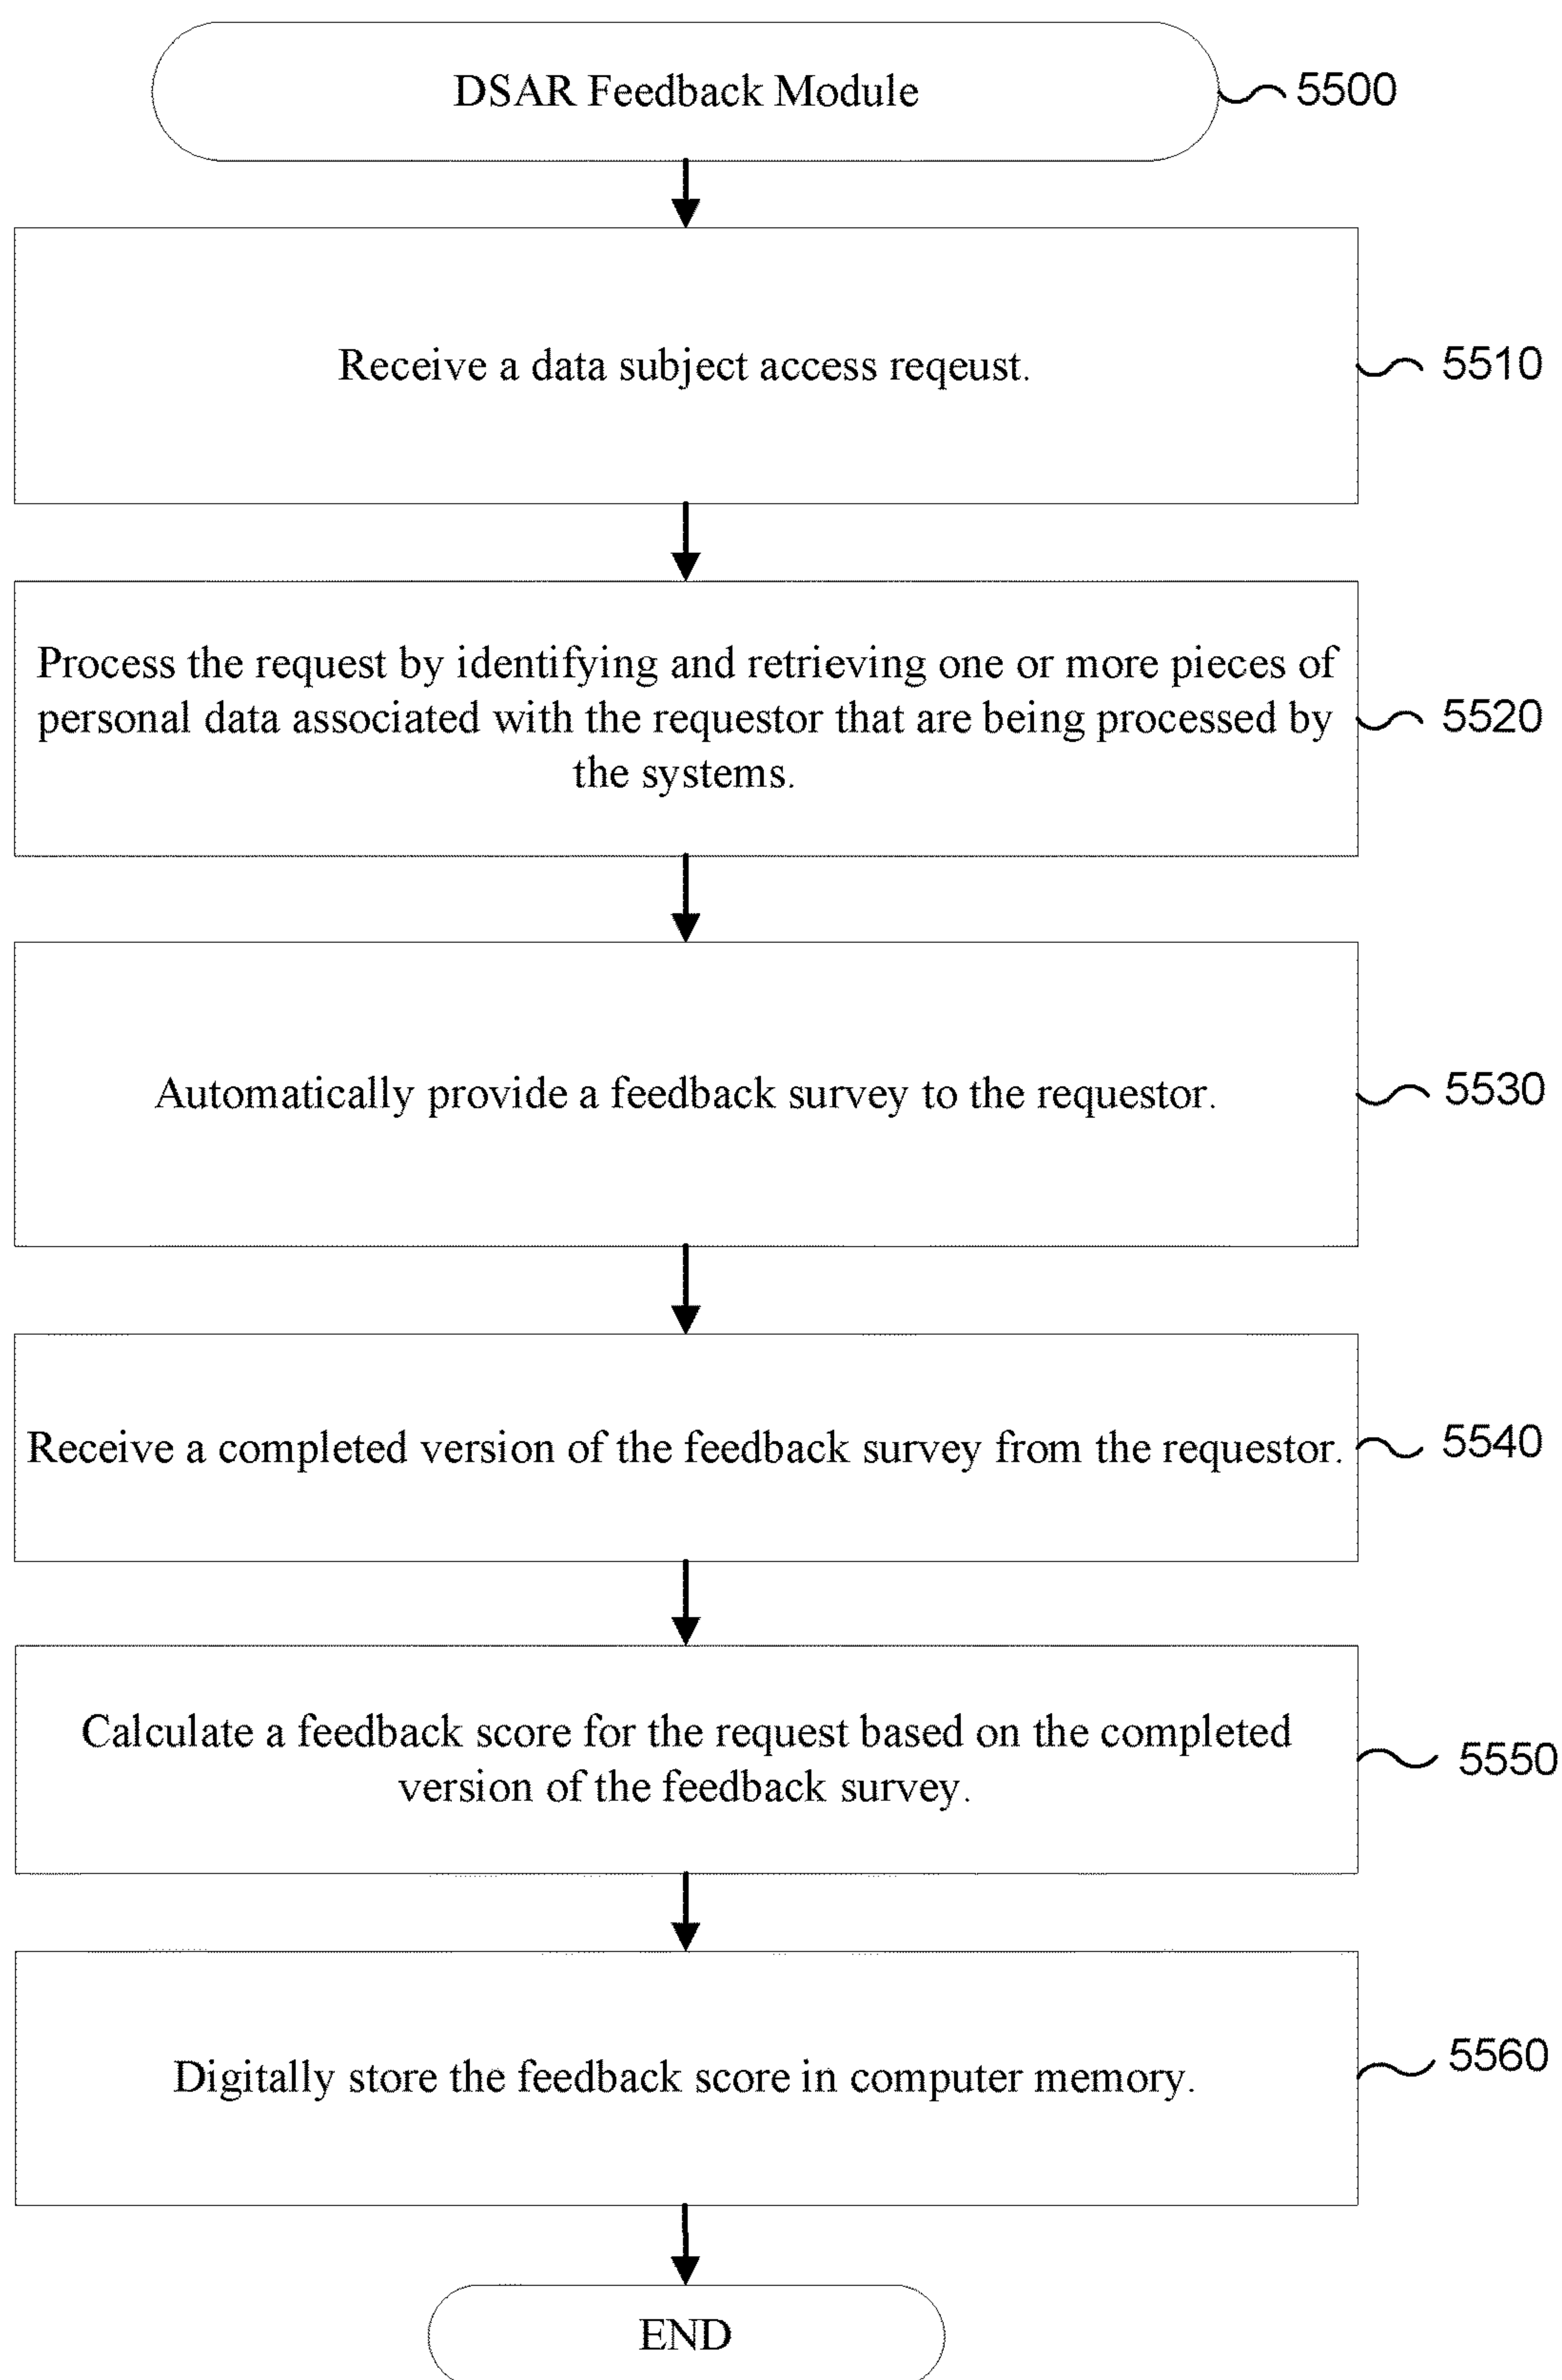 DSAR Feedback Module
5500
Receive a data subject access reqeust.
5510
Process the request by identifying and retrieving one or more pieces of
personal data associated with the requestor that are being processed by
the systems.
5520
Automatically provide a feedback survey to the requestor.
5530
Receive a completed version of the feedback survey from the requestor.
5540
Calculate a feedback score for the request based on the completed
version of the feedback survey.
5550
Digitally store the feedback score in computer memory.
5560
END